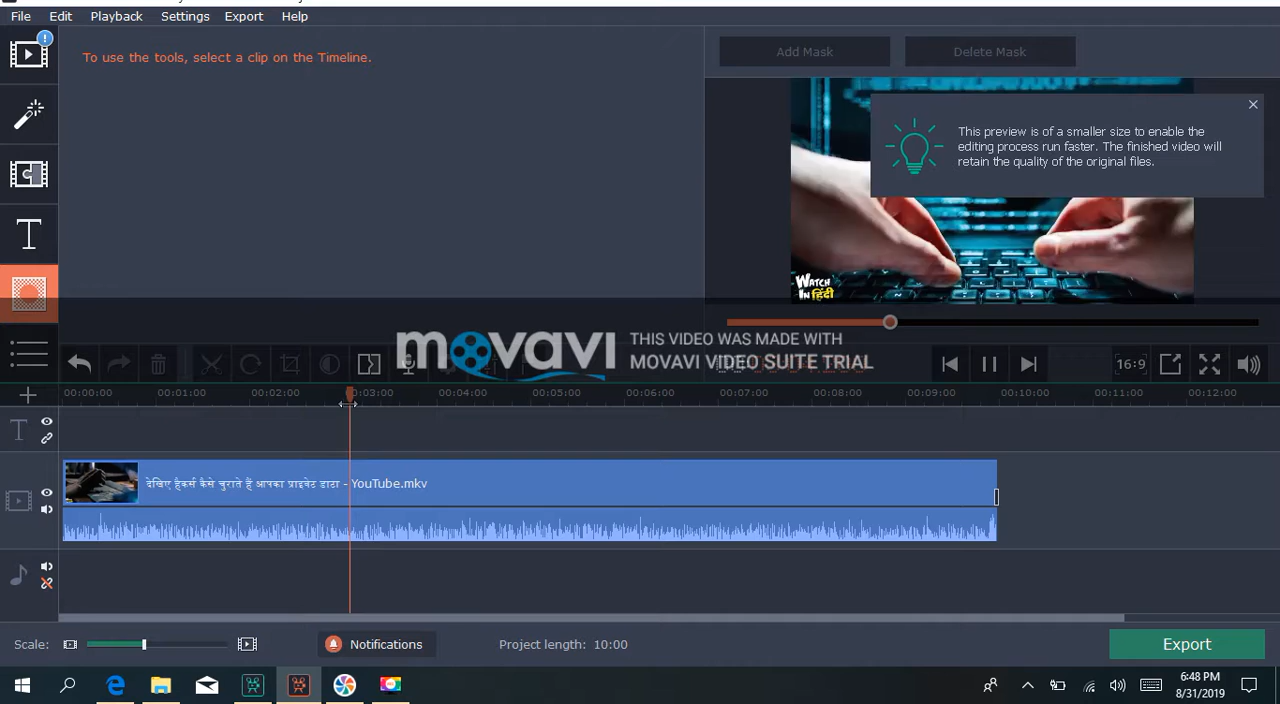 File Edit Playback Settings Export Help
To use the tools, select a clip on the Timeline.
Add Mask Delete Mask
This preview is of a smaller size to enable the
editing process run faster. The finished video will
retain the quality of the original files.
WATCH
IN हिंदी
movavi
THIS VIDEO WAS MADE WITH
MOVAVI VIDEO SUITE TRIAL
16:9
00:00:00 00:01:00 00:02:00 00:03:00 00:04:00 00:05:00 00:06:00 00:07:00 00:08:00 00:09:00 00:10:00 00:11:00 00:12:00
देखिए हैकर्स कैसे चुराते हैं आपका प्राइवेट डाटा - YouTube.mkv
Scale: Notifications Project length: 10:00 Export
6:48 PM
8/31/2019